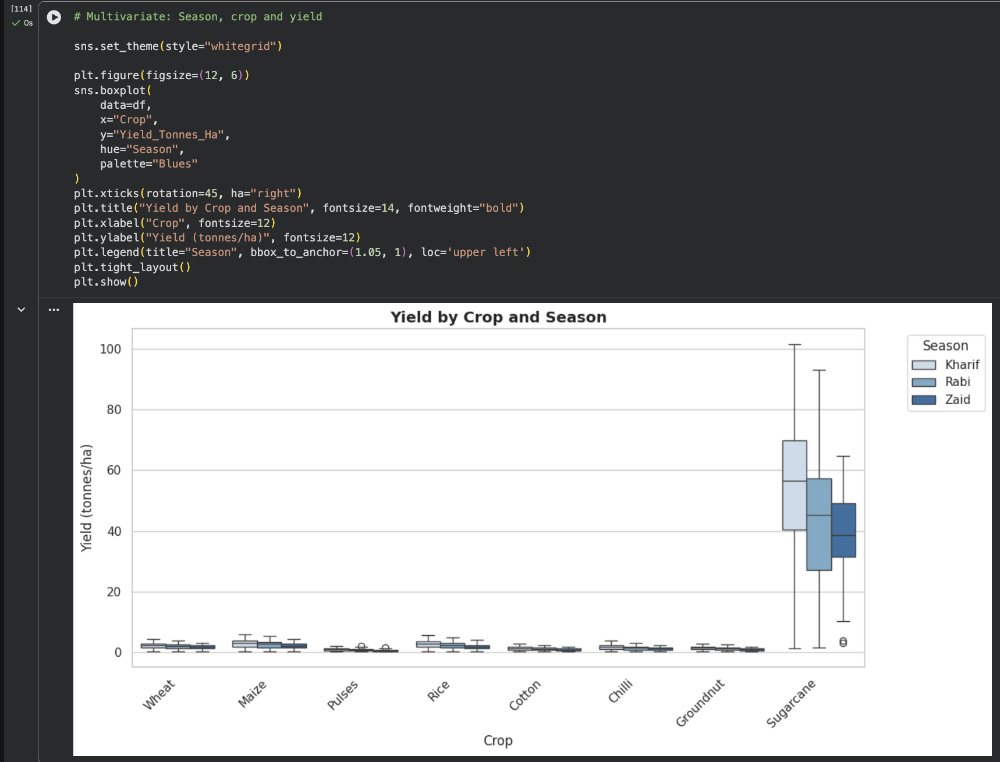 [114]
0s
# Multivariate: Season, crop and yield
sns.set_theme(style="whitegrid")
plt.figure(figsize=(12, 6))
sns.boxplot(
    data=df,
    x="Crop",
    y="Yield_Tonnes_Ha",
    hue="Season",
    palette="Blues"
)
plt.xticks(rotation=45, ha="right")
plt.title("Yield by Crop and Season", fontsize=14, fontweight="bold")
plt.xlabel("Crop", fontsize=12)
plt.ylabel("Yield (tonnes/ha)", fontsize=12)
plt.legend(title="Season", bbox_to_anchor=(1.05, 1), loc='upper left')
plt.tight_layout()
plt.show()
Yield by Crop and Season
Season
Kharif
Rabi
Zaid
Yield (tonnes/ha)
100
80
60
40
20
0
Wheat
Maize
Pulses
Rice
Cotton
Chilli
Groundnut
Sugarcane
Crop